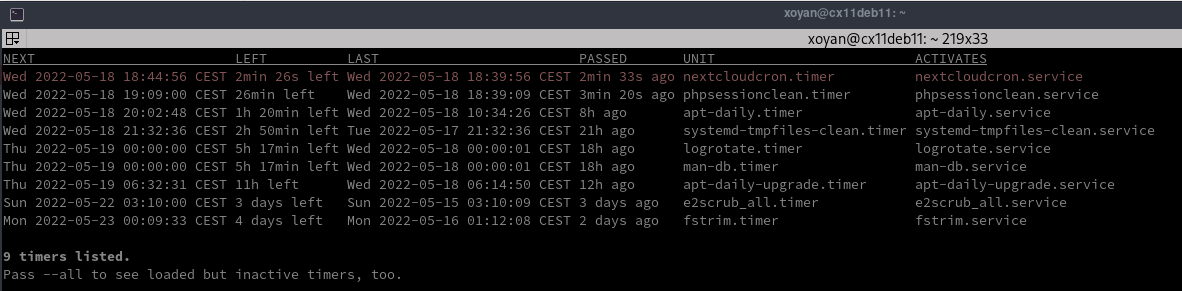 xoyan@cx11deb11: ~
xoyan@cx11deb11: ~ 219x33
NEXT LEFT LAST PASSED UNIT ACTIVATES
Wed 2022-05-18 18:44:56 CEST 2min 26s left Wed 2022-05-18 18:39:56 CEST 2min 33s ago nextcloudcron.timer nextcloudcron.service
Wed 2022-05-18 19:09:00 CEST 26min left Wed 2022-05-18 18:39:09 CEST 3min 20s ago phpsessionclean.timer phpsessionclean.service
Wed 2022-05-18 20:02:48 CEST 1h 20min left Wed 2022-05-18 10:34:26 CEST 8h ago apt-daily.timer apt-daily.service
Wed 2022-05-18 21:32:36 CEST 2h 50min left Tue 2022-05-17 21:32:36 CEST 21h ago systemd-tmpfiles-clean.timer systemd-tmpfiles-clean.service
Thu 2022-05-19 00:00:00 CEST 5h 17min left Wed 2022-05-18 00:00:01 CEST 18h ago logrotate.timer logrotate.service
Thu 2022-05-19 00:00:00 CEST 5h 17min left Wed 2022-05-18 00:00:01 CEST 18h ago man-db.timer man-db.service
Thu 2022-05-19 06:32:31 CEST 11h left Wed 2022-05-18 06:14:50 CEST 12h ago apt-daily-upgrade.timer apt-daily-upgrade.service
Sun 2022-05-22 03:10:00 CEST 3 days left Sun 2022-05-15 03:10:09 CEST 3 days ago e2scrub_all.timer e2scrub_all.service
Mon 2022-05-23 00:09:33 CEST 4 days left Mon 2022-05-16 01:12:08 CEST 2 days ago fstrim.timer fstrim.service
9 timers listed.
Pass --all to see loaded but inactive timers, too.